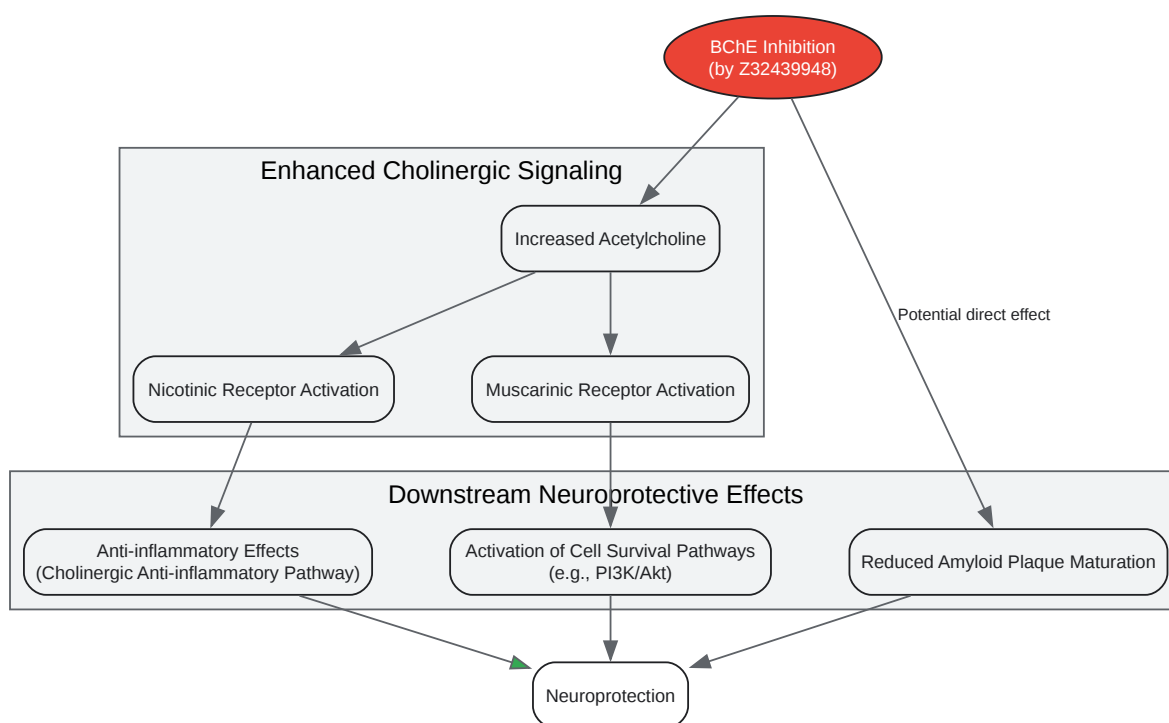 BChE Inhibition
(by Z32439948)
Enhanced Cholinergic Signaling
Increased Acetylcholine
Potential direct effect
Nicotinic Receptor Activation
Muscarinic Receptor Activation
Downstream Neuroprotective Effects
Anti-inflammatory Effects
(Cholinergic Anti-inflammatory Pathway)
Activation of Cell Survival Pathways
(e.g., PI3K/Akt)
Reduced Amyloid Plaque Maturation
Neuroprotection